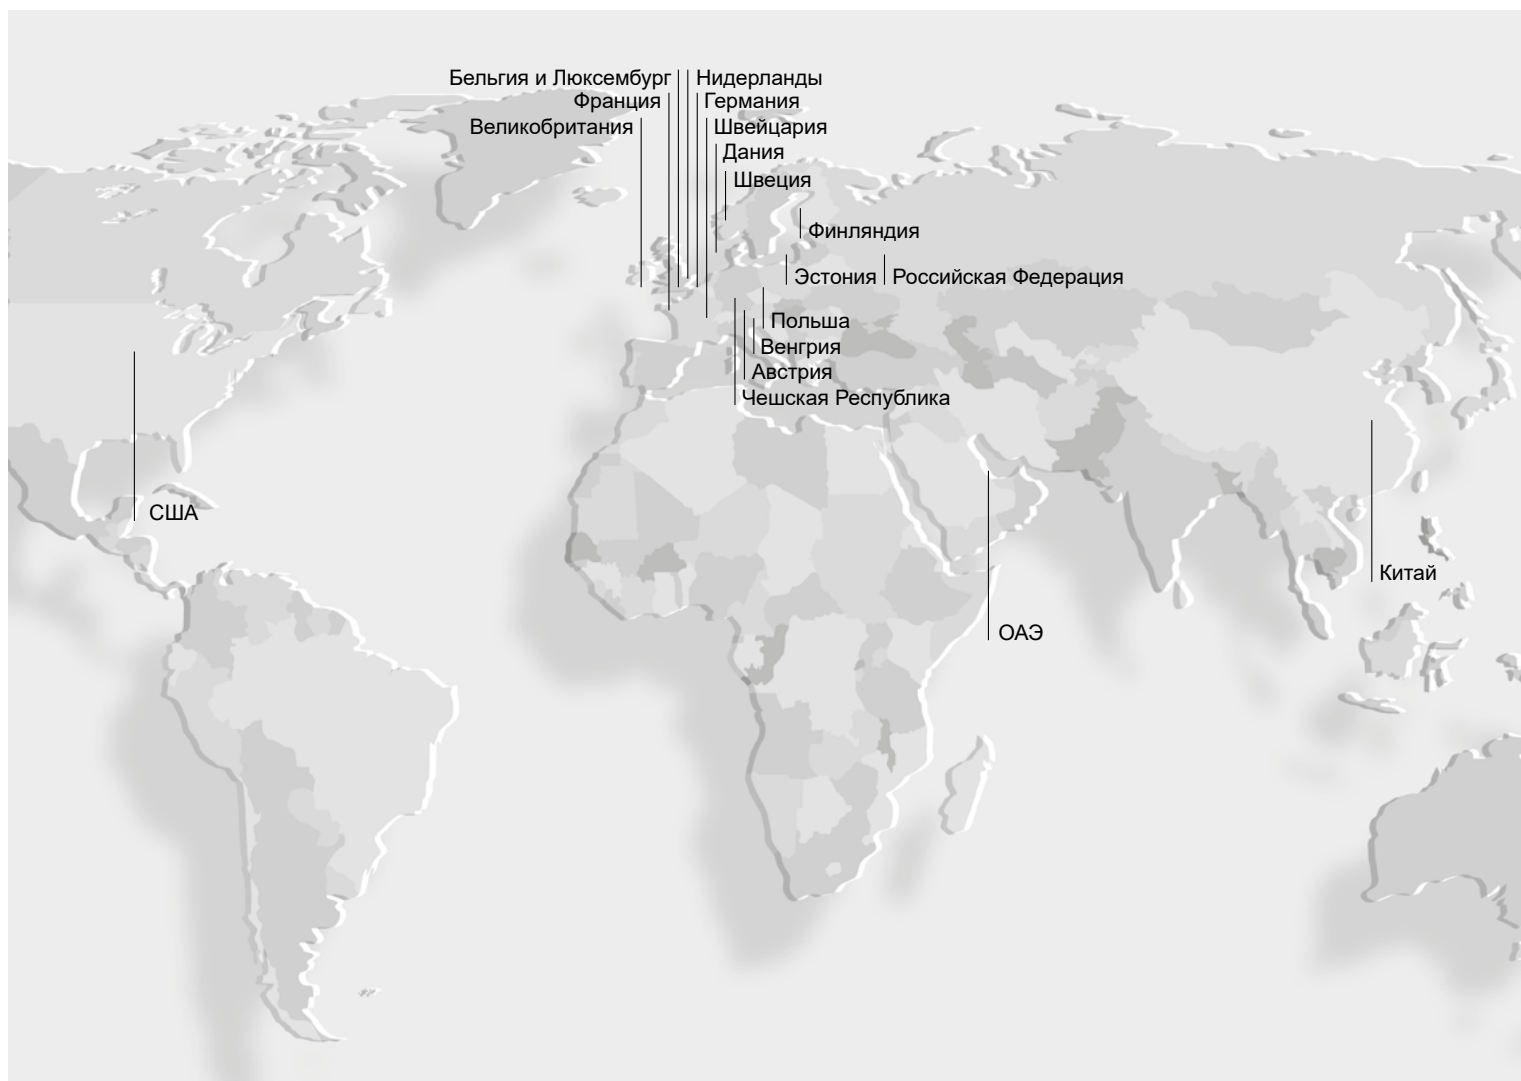 Бельгия и Люксембург
Нидерланды
Франция
Германия
Великобритания
Швейцария
Дания
Швеция
Финляндия
Эстония
Российская Федерация
Польша
Венгрия
Австрия
Чешская Республика
США
Китай
ОАЭ